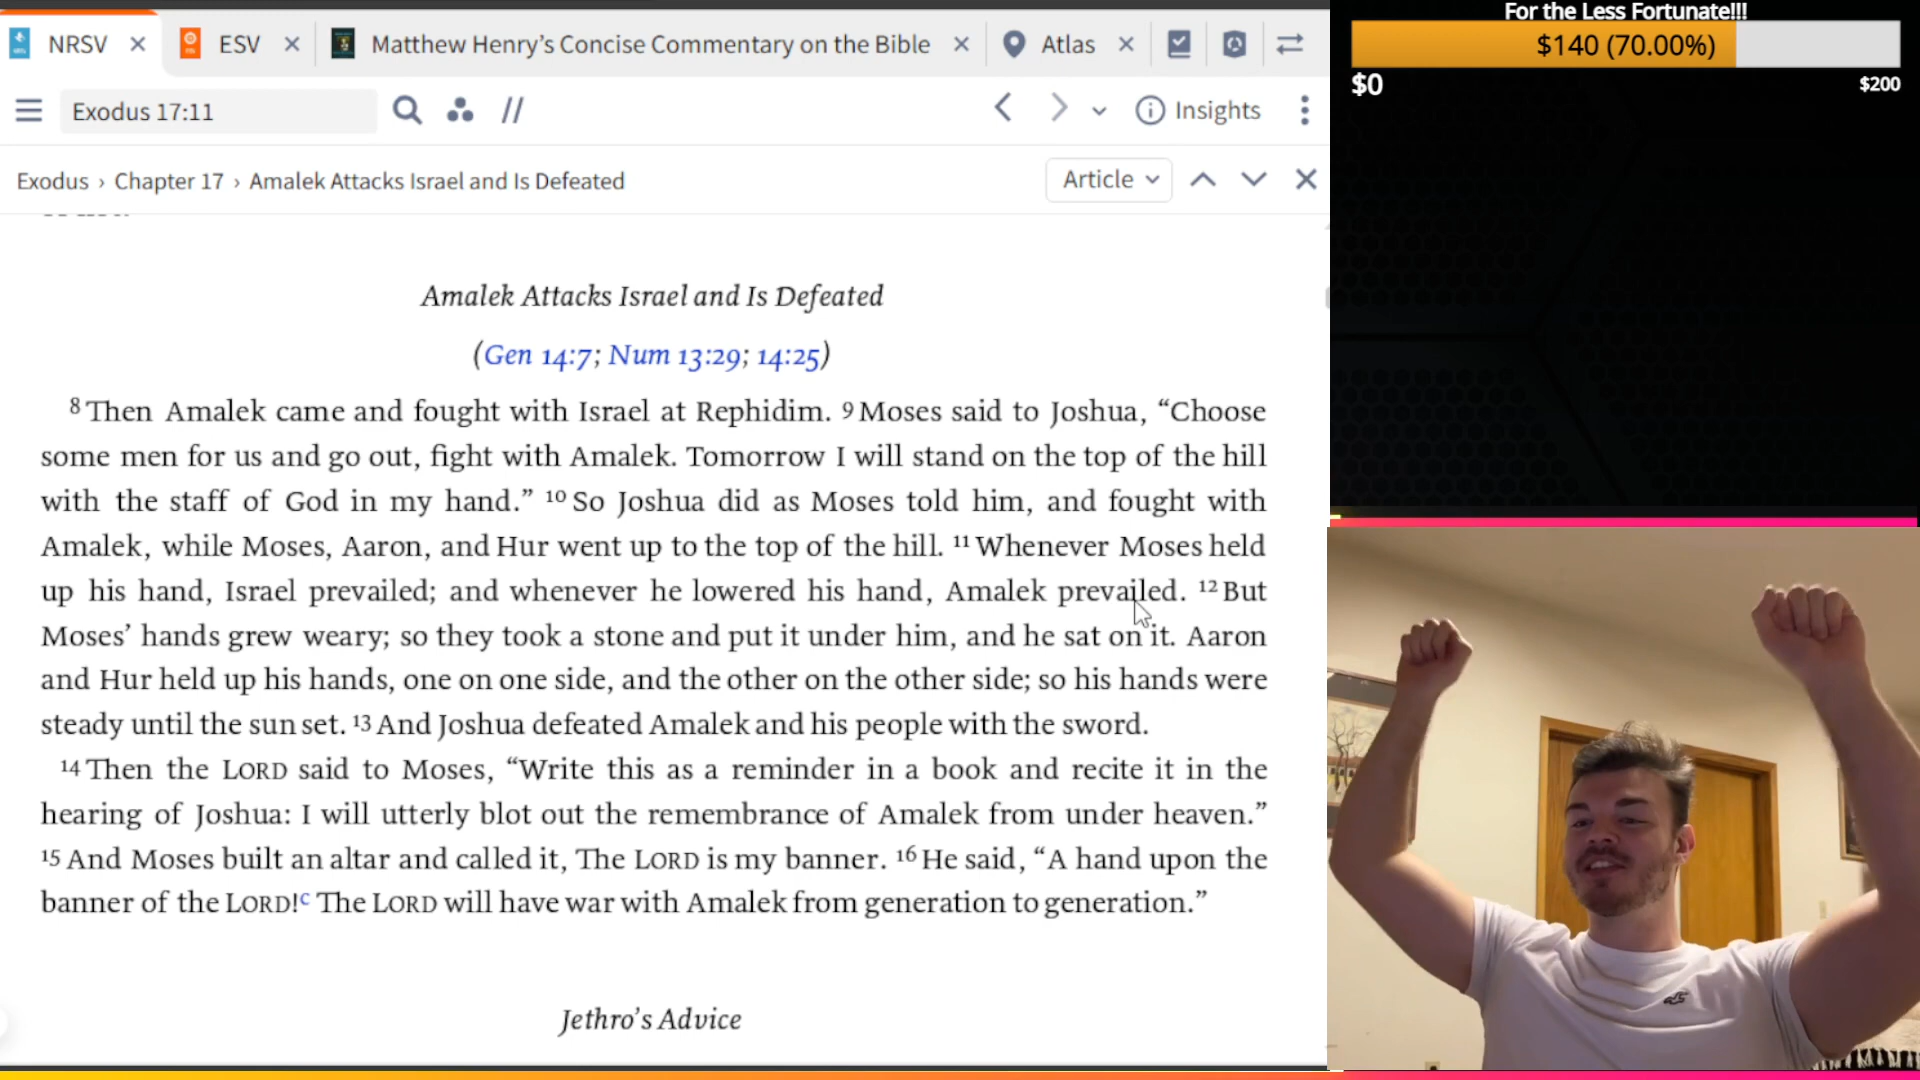 NRSV
ESV
Matthew Henry's Concise Commentary on the Bible
Atlas
Exodus 17:11
Insights
Exodus › Chapter 17 › Amalek Attacks Israel and Is Defeated
Article
Amalek Attacks Israel and Is Defeated
(Gen 14:7; Num 13:29; 14:25)
8 Then Amalek came and fought with Israel at Rephidim. 9 Moses said to Joshua, “Choose
some men for us and go out, fight with Amalek. Tomorrow I will stand on the top of the hill
with the staff of God in my hand.” 10 So Joshua did as Moses told him, and fought with
Amalek, while Moses, Aaron, and Hur went up to the top of the hill. 11 Whenever Moses held
up his hand, Israel prevailed; and whenever he lowered his hand, Amalek prevailed. 12 But
Moses’ hands grew weary; so they took a stone and put it under him, and he sat on it. Aaron
and Hur held up his hands, one on one side, and the other on the other side; so his hands were
steady until the sun set. 13 And Joshua defeated Amalek and his people with the sword.
14 Then the LORD said to Moses, “Write this as a reminder in a book and recite it in the
hearing of Joshua: I will utterly blot out the remembrance of Amalek from under heaven.”
15 And Moses built an altar and called it, The LORD is my banner. 16 He said, “A hand upon the
banner of the LORD!c The LORD will have war with Amalek from generation to generation.”
Jethro’s Advice
For the Less Fortunate!!!
$140 (70.00%)
$0
$200